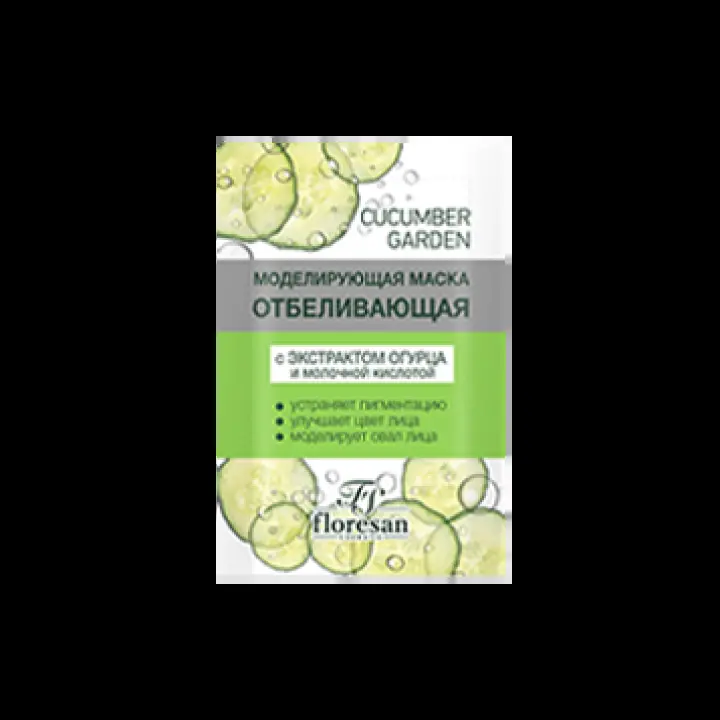 CUCUMBER
GARDEN
МОДЕЛИРУЮЩАЯ МАСКА
ОТБЕЛИВАЮЩАЯ
с ЭКСТРАКТОМ ОГУРЦА
и МОЛОЧНОЙ КИСЛОТОЙ
• устраняет пигментацию
• улучшает цвет лица
• моделирует овал лица
floresan